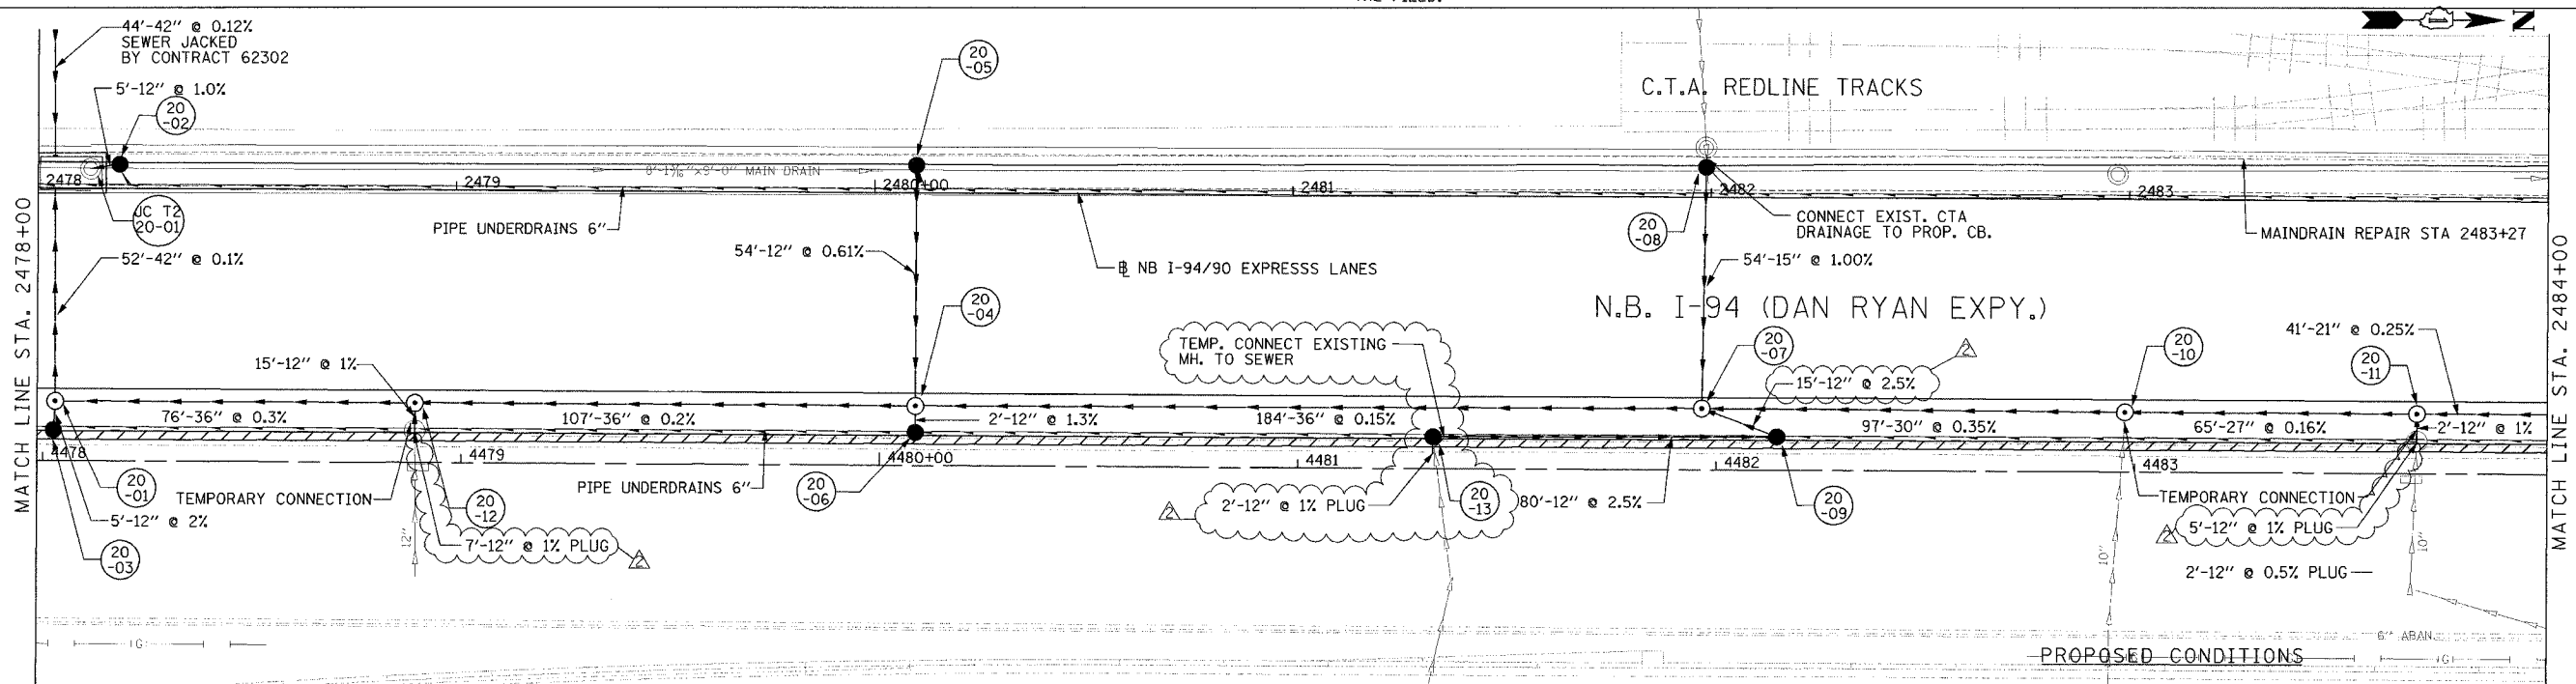 44'-42" @ 0.12%
SEWER JACKED
BY CONTRACT 62302
5'-12" @ 1.0%
20
-02
20
-05
C.T.A. REDLINE TRACKS
N
2478
2479
8'-1 9/16"x9'-0" MAIN DRAIN
2480+00
2481
2482
2483
JC T2
20-01
PIPE UNDERDRAINS 6"
20
-08
CONNECT EXIST. CTA
DRAINAGE TO PROP. CB.
MAINDRAIN REPAIR STA 2483+27
MATCH LINE STA. 2478+00
52'-42" @ 0.1%
54'-12" @ 0.61%
NB I-94/90 EXPRESSS LANES
54'-15" @ 1.00%
MATCH LINE STA. 2484+00
20
-04
N.B. I-94 (DAN RYAN EXPY.)
TEMP. CONNECT EXISTING
MH. TO SEWER
20
-07
2
20
-10
41'-21" @ 0.25%
20
-11
15'-12" @ 1%
15'-12" @ 2.5%
76'-36" @ 0.3%
107'-36" @ 0.2%
2'-12" @ 1.3%
184'-36" @ 0.15%
97'-30" @ 0.35%
65'-27" @ 0.16%
2'-12" @ 1%
4478
4479
4480+00
4481
4482
4483
20
-01
TEMPORARY CONNECTION
20
-12
PIPE UNDERDRAINS 6"
20
-06
2
2'-12" @ 1% PLUG
20
-13
80'-12" @ 2.5%
20
-09
TEMPORARY CONNECTION
5'-12" @ 2%
20
-03
12"
7'-12" @ 1% PLUG
2
2
5'-12" @ 1% PLUG
10"
10"
2'-12" @ 0.5% PLUG
6" ABAN.
G
PROPOSED CONDITIONS
G